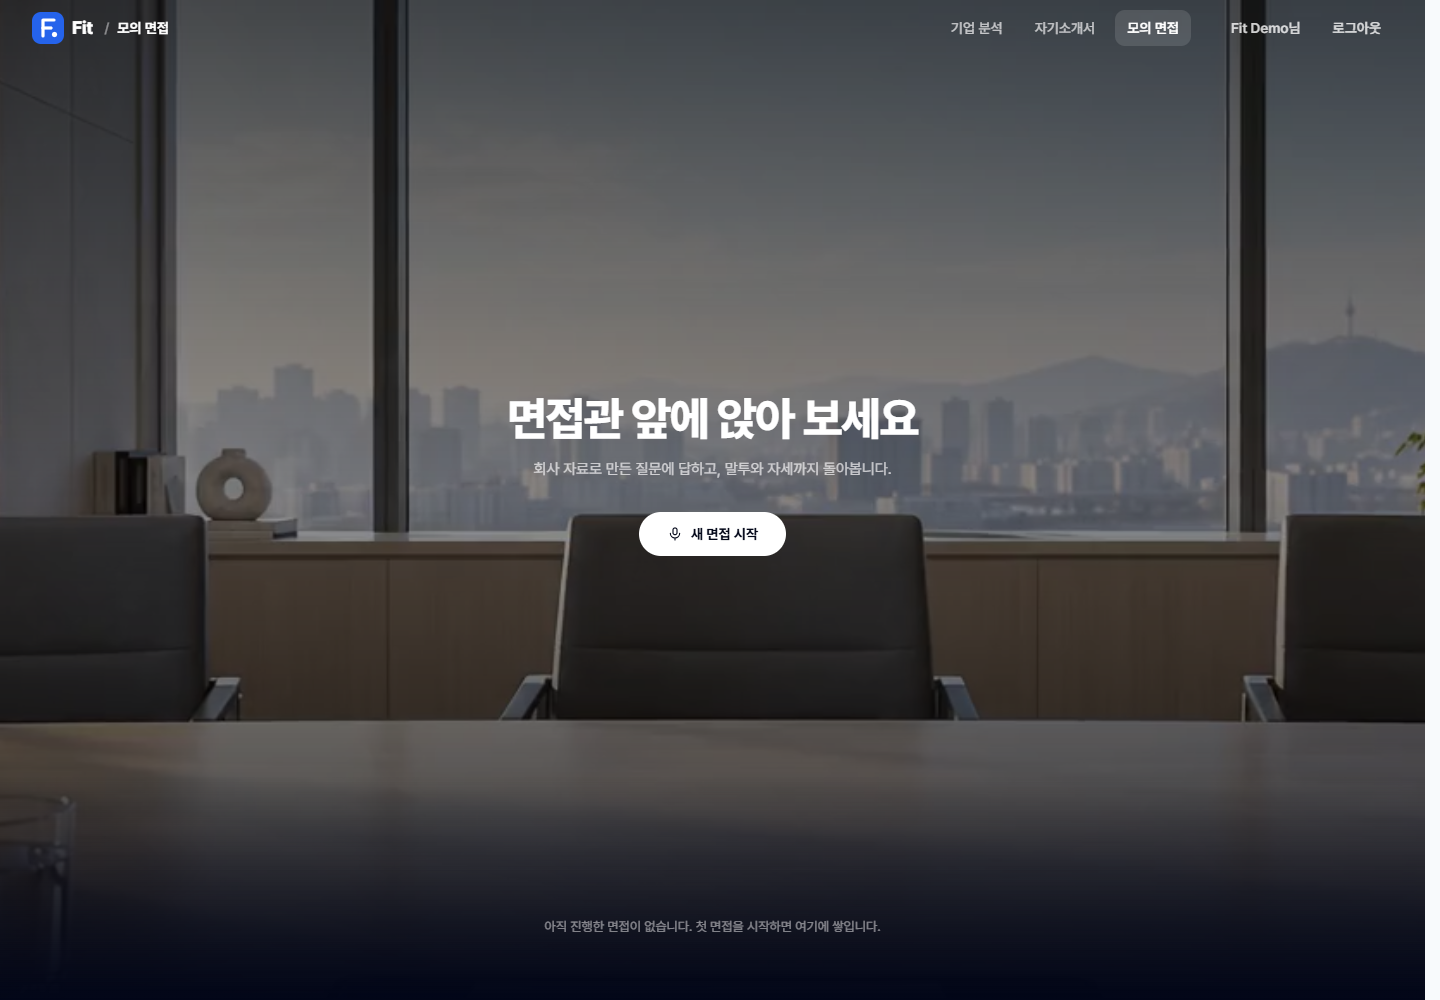 Fit / 모의 면접
기업 분석 자기소개서 모의 면접 Fit Demo님 로그아웃
면접관 앞에 앉아 보세요
회사 자료로 만든 질문에 답하고, 말투와 자세까지 돌아봅니다.
새 면접 시작
아직 진행한 면접이 없습니다. 첫 면접을 시작하면 여기에 쌓입니다.